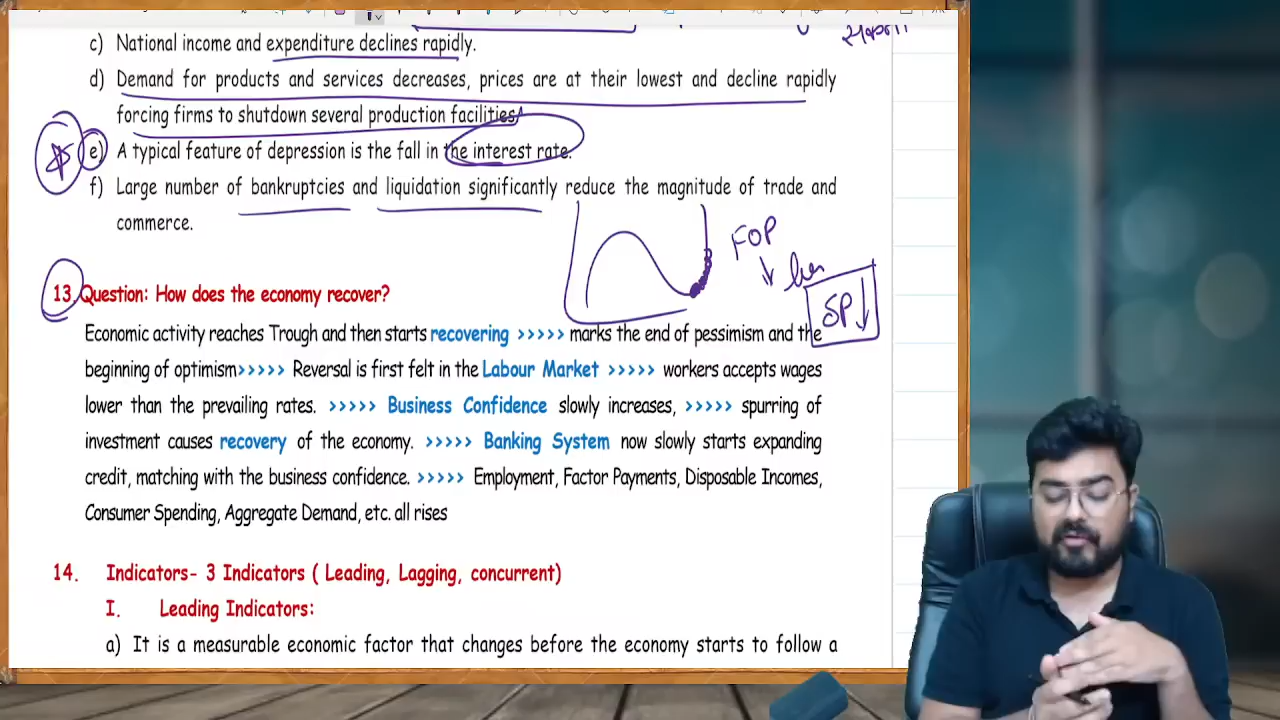 c) National income and expenditure declines rapidly.
d) Demand for products and services decreases, prices are at their lowest and decline rapidly
forcing firms to shutdown several production facilities.
e) A typical feature of depression is the fall in the interest rate.
f) Large number of bankruptcies and liquidation significantly reduce the magnitude of trade and
commerce.
FOP
SP↓
13. Question: How does the economy recover?
Economic activity reaches Trough and then starts recovering >>>>> marks the end of pessimism and the
beginning of optimism>>>>> Reversal is first felt in the Labour Market >>>>> workers accepts wages
lower than the prevailing rates. >>>>> Business Confidence slowly increases, >>>>> spurring of
investment causes recovery of the economy. >>>>> Banking System now slowly starts expanding
credit, matching with the business confidence. >>>>> Employment, Factor Payments, Disposable Incomes,
Consumer Spending, Aggregate Demand, etc. all rises
14. Indicators- 3 Indicators ( Leading, Lagging, concurrent)
I. Leading Indicators:
a) It is a measurable economic factor that changes before the economy starts to follow a